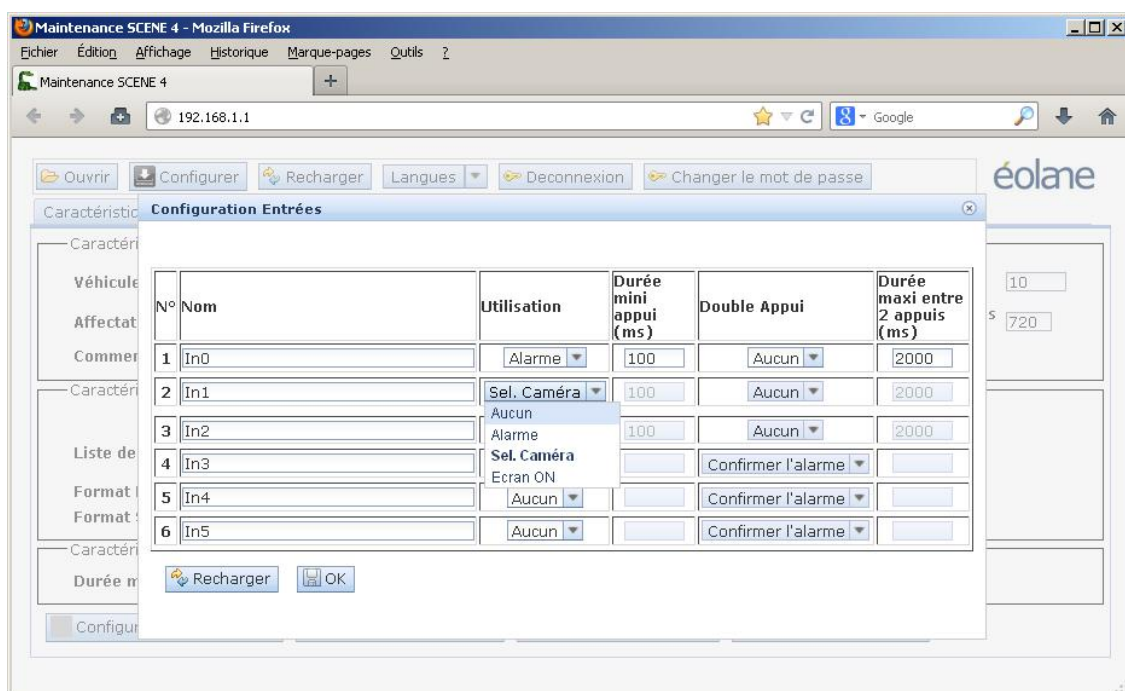 Maintenance SCENE 4 - Mozilla Firefox
Fichier Édition Affichage Historique Marque-pages Outils ?
Maintenance SCENE 4 +
192.168.1.1 Google
Ouvrir Configurer Recharger Langues Deconnexion Changer le mot de passe éolane
Caractéristic Configuration Entrées
Caractéri
Véhicule 10
Affectat s 720
Commer
Caractéri
Liste de
Format
Format
Caractéri
Durée m
Configur
N° Nom Utilisation Durée mini appui (ms) Double Appui Durée maxi entre 2 appuis (ms)
1 In0 Alarme 100 Aucun 2000
2 In1 Sel. Caméra 100 Aucun 2000
Aucun
3 In2 100 Aucun 2000
Alarme
Sel. Caméra
4 In3 Confirmer l'alarme
Ecran ON
5 In4 Aucun Confirmer l'alarme
6 In5 Aucun Confirmer l'alarme
Recharger OK